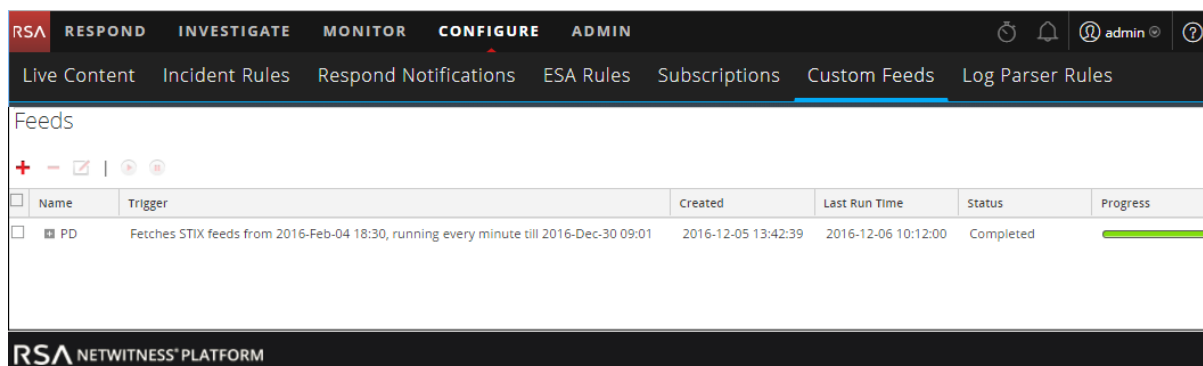 RSA RESPOND INVESTIGATE MONITOR CONFIGURE ADMIN admin ?
Live Content Incident Rules Respond Notifications ESA Rules Subscriptions Custom Feeds Log Parser Rules
Feeds
Name Trigger Created Last Run Time Status Progress
PD Fetches STIX feeds from 2016-Feb-04 18:30, running every minute till 2016-Dec-30 09:01 2016-12-05 13:42:39 2016-12-06 10:12:00 Completed
RSA NETWITNESS® PLATFORM